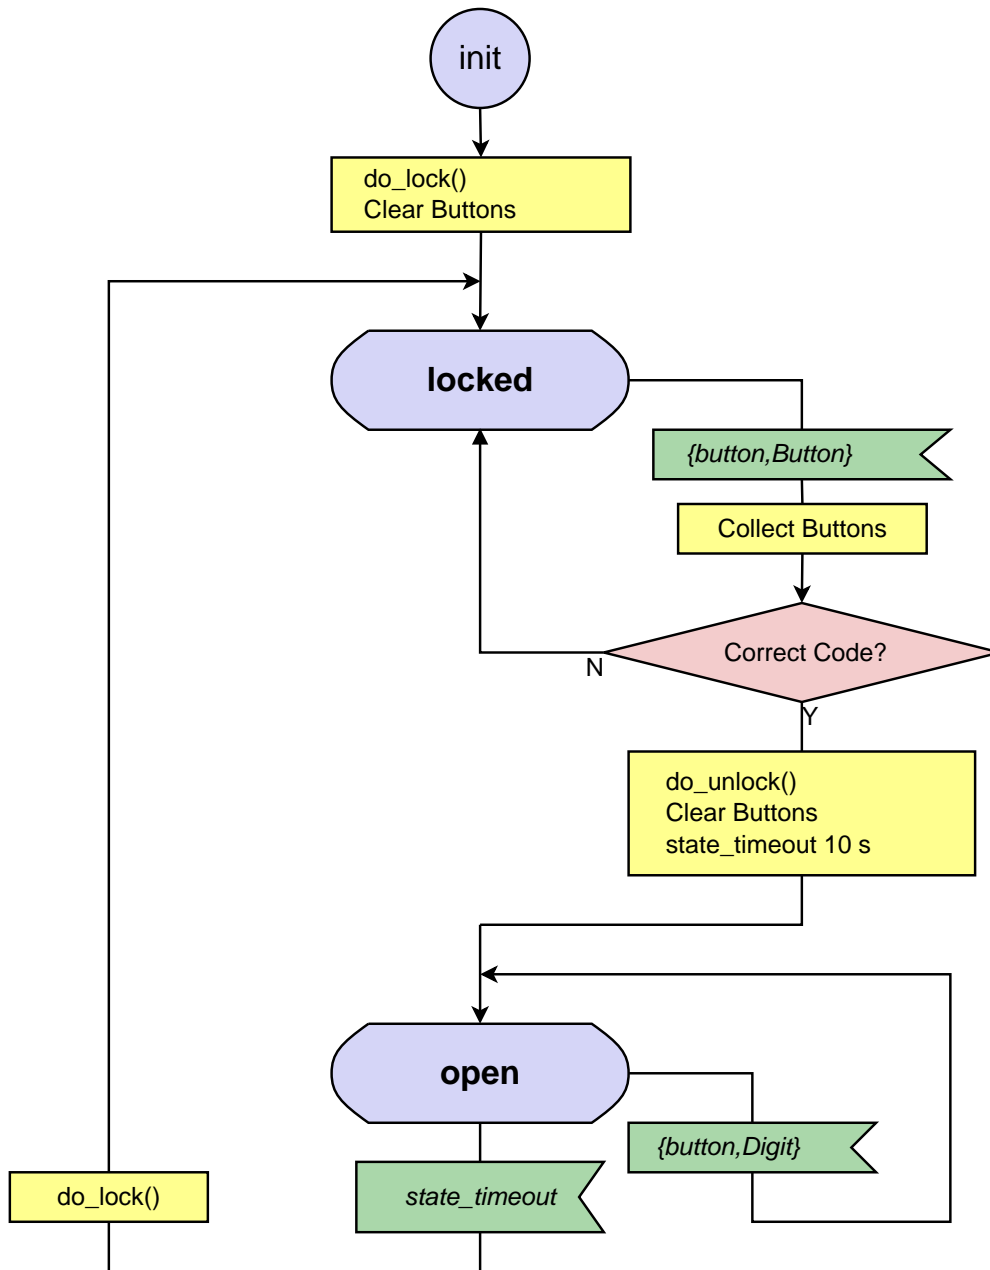 init
do_lock()
Clear Buttons
locked
{button,Button}
Collect Buttons
Correct Code?
N
Y
do_unlock()
Clear Buttons
state_timeout 10 s
open
{button,Digit}
do_lock()
state_timeout